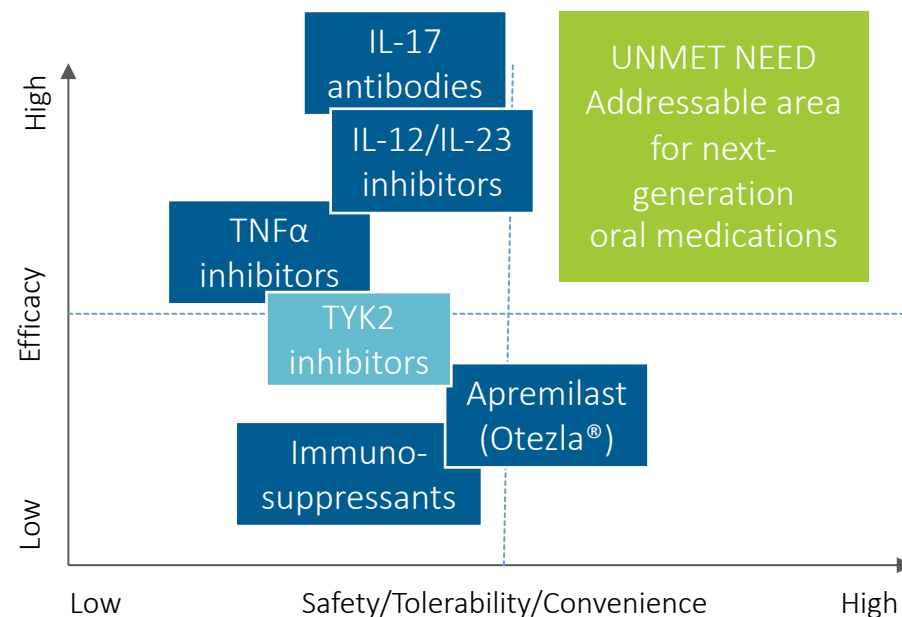 IL-17
antibodies
UNMET NEED
Addressable area
for next-
generation
oral medications
High
IL-12/IL-23
inhibitors
TNFα
inhibitors
Efficacy
TYK2
inhibitors
Apremilast
(Otezla®)
Immuno-
suppressants
Low
Low
Safety/Tolerability/Convenience
High